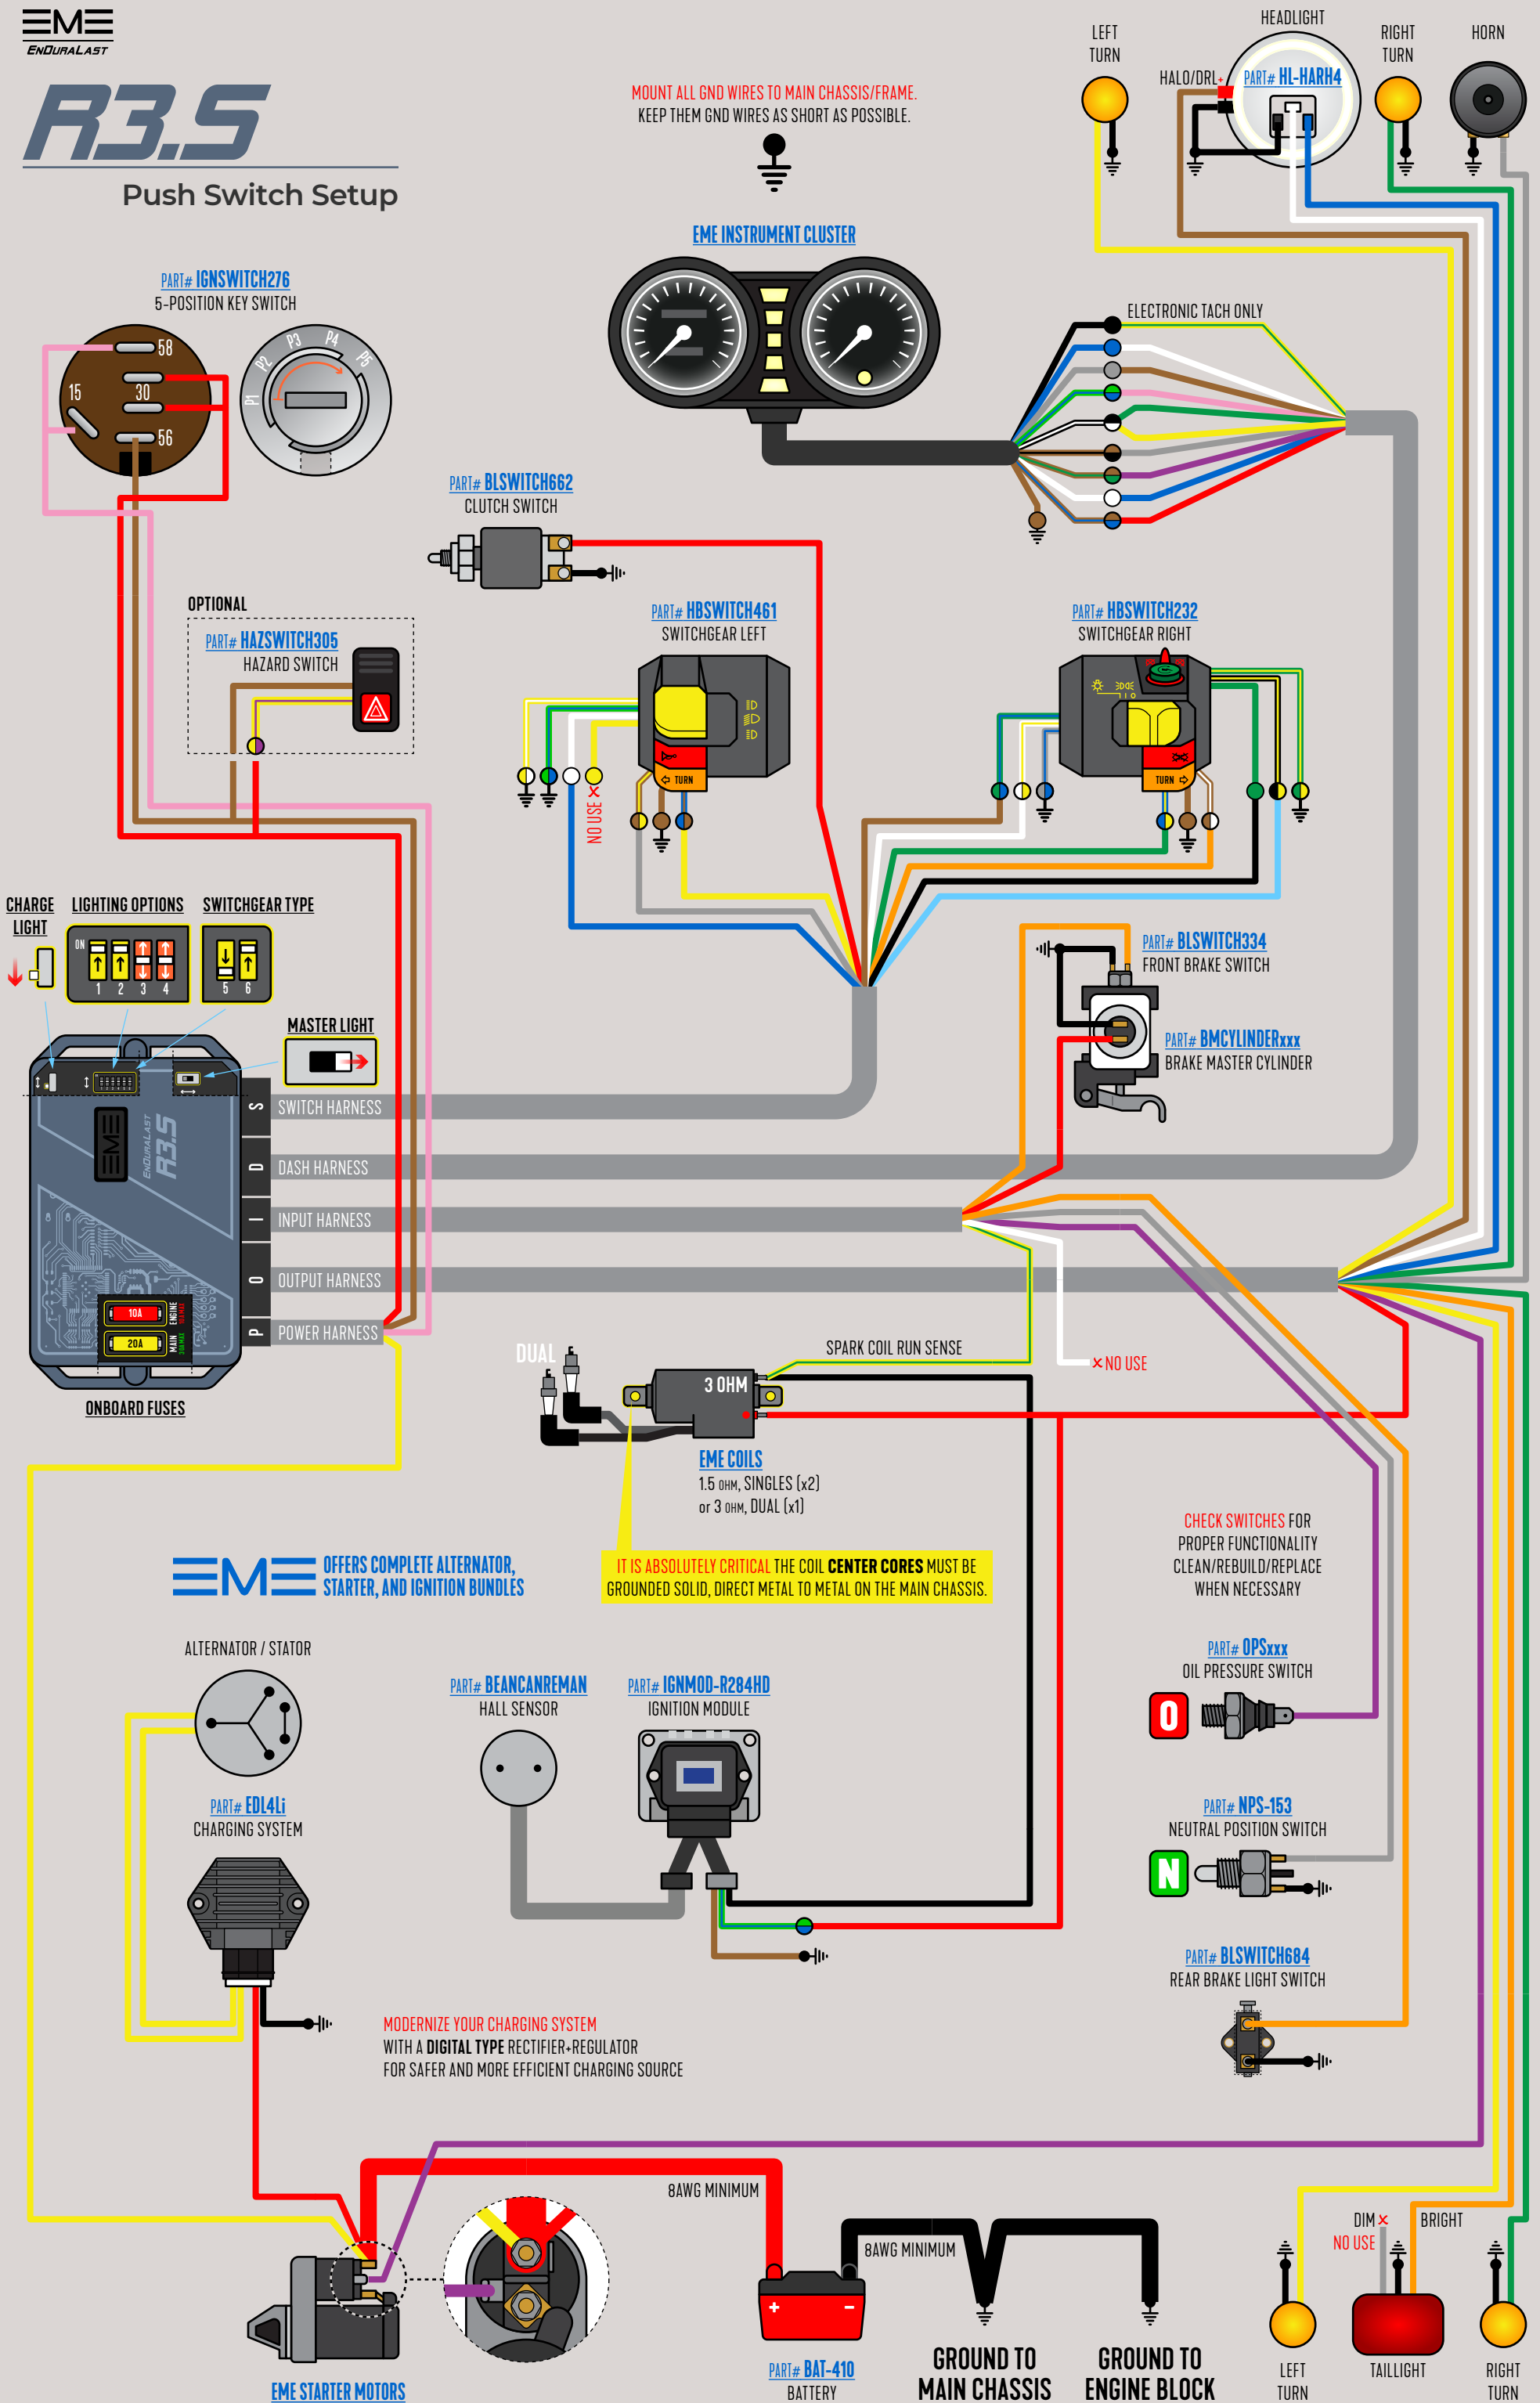 EME
ENDURALAST
R3.S
Push Switch Setup
MOUNT ALL GND WIRES TO MAIN CHASSIS/FRAME.
KEEP THEM GND WIRES AS SHORT AS POSSIBLE.
LEFT
TURN
HEADLIGHT
HALO/DRL+
PART# HL-HARH4
RIGHT
TURN
HORN
EME INSTRUMENT CLUSTER
PART# IGNSWITCH276
5-POSITION KEY SWITCH
58
15
30
56
P1
P2
P3
P4
P5
ELECTRONIC TACH ONLY
PART# BLSWITCH662
CLUTCH SWITCH
OPTIONAL
PART# HAZSWITCH305
HAZARD SWITCH
PART# HBSWITCH461
SWITCHGEAR LEFT
TURN
NO USE x
PART# HBSWITCH232
SWITCHGEAR RIGHT
TURN
CHARGE
LIGHT
LIGHTING OPTIONS
ON
1 2 3 4
SWITCHGEAR TYPE
5 6
MASTER LIGHT
PART# BLSWITCH334
FRONT BRAKE SWITCH
PART# BMCYLINDERxxx
BRAKE MASTER CYLINDER
EME
ENDURALAST
R3.S
S
SWITCH HARNESS
D
DASH HARNESS
I
INPUT HARNESS
O
OUTPUT HARNESS
P
POWER HARNESS
10A
ENGINE
20A
MAIN
ONBOARD FUSES
DUAL
3 OHM
SPARK COIL RUN SENSE
x NO USE
EME COILS
1.5 OHM, SINGLES (x2)
or 3 OHM, DUAL (x1)
IT IS ABSOLUTELY CRITICAL THE COIL CENTER CORES MUST BE
GROUNDED SOLID, DIRECT METAL TO METAL ON THE MAIN CHASSIS.
EME OFFERS COMPLETE ALTERNATOR,
STARTER, AND IGNITION BUNDLES
CHECK SWITCHES FOR
PROPER FUNCTIONALITY
CLEAN/REBUILD/REPLACE
WHEN NECESSARY
ALTERNATOR / STATOR
PART# BEANCANREMAN
HALL SENSOR
PART# IGNMOD-R284HD
IGNITION MODULE
PART# OPSxxx
OIL PRESSURE SWITCH
O
PART# EDL4Li
CHARGING SYSTEM
PART# NPS-153
NEUTRAL POSITION SWITCH
N
PART# BLSWITCH684
REAR BRAKE LIGHT SWITCH
MODERNIZE YOUR CHARGING SYSTEM
WITH A DIGITAL TYPE RECTIFIER+REGULATOR
FOR SAFER AND MORE EFFICIENT CHARGING SOURCE
8AWG MINIMUM
8AWG MINIMUM
DIM x
NO USE
BRIGHT
EME STARTER MOTORS
+ −
PART# BAT-410
BATTERY
GROUND TO
MAIN CHASSIS
GROUND TO
ENGINE BLOCK
LEFT
TURN
TAILLIGHT
RIGHT
TURN